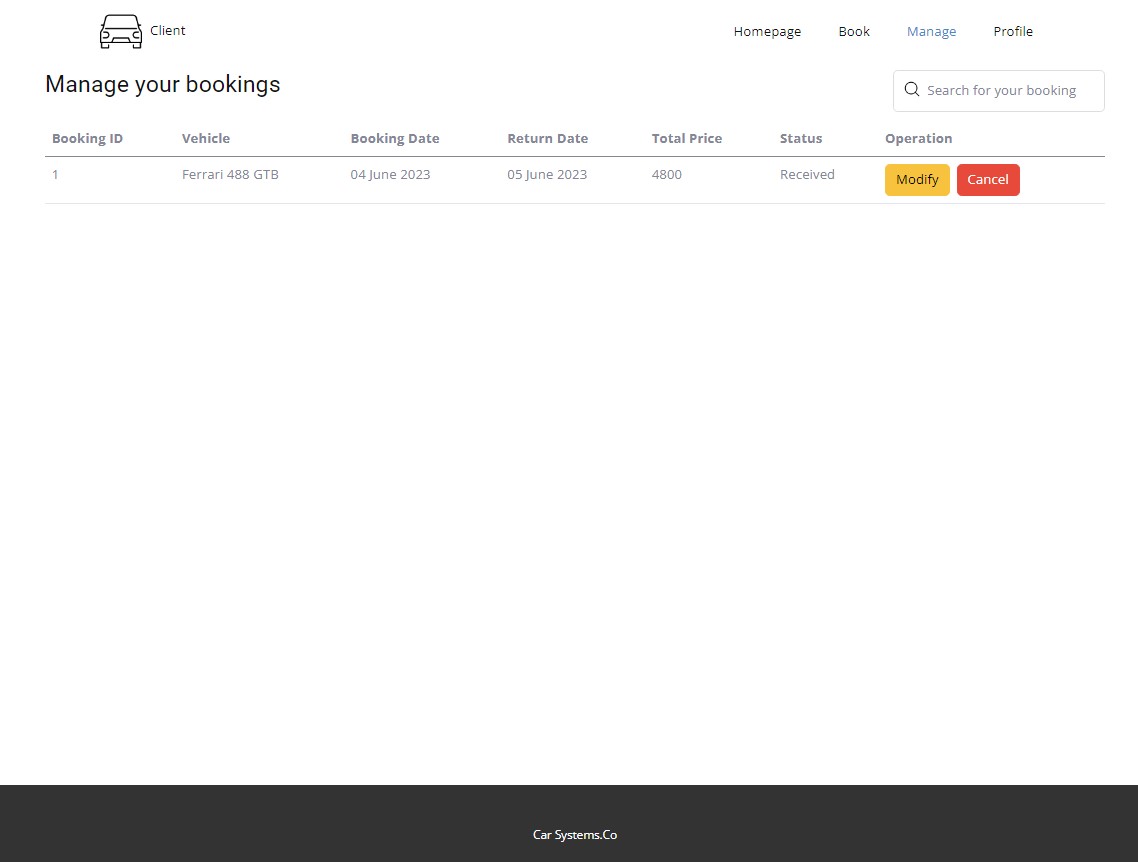 Client
Homepage Book Manage Profile
Manage your bookings
Search for your booking
Booking ID Vehicle Booking Date Return Date Total Price Status Operation
1 Ferrari 488 GTB 04 June 2023 05 June 2023 4800 Received Modify Cancel
Car Systems.Co